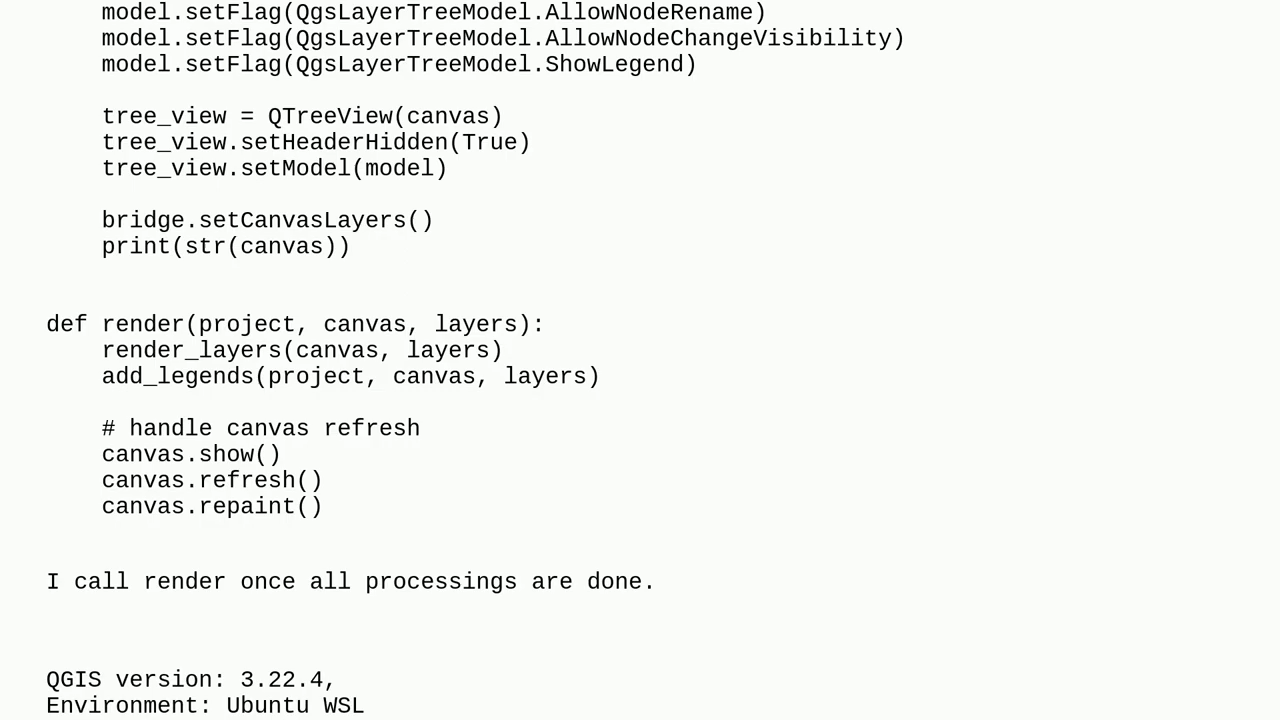 model.setFlag(QgsLayerTreeModel.AllowNodeRename)
model.setFlag(QgsLayerTreeModel.AllowNodeChangeVisibility)
model.setFlag(QgsLayerTreeModel.ShowLegend)
tree_view = QTreeView(canvas)
tree_view.setHeaderHidden(True)
tree_view.setModel(model)
bridge.setCanvasLayers()
print(str(canvas))
def render(project, canvas, layers):
render_layers(canvas, layers)
add_legends(project, canvas, layers)
# handle canvas refresh
canvas.show()
canvas.refresh()
canvas.repaint()
I call render once all processings are done.
QGIS version: 3.22.4,
Environment: Ubuntu WSL